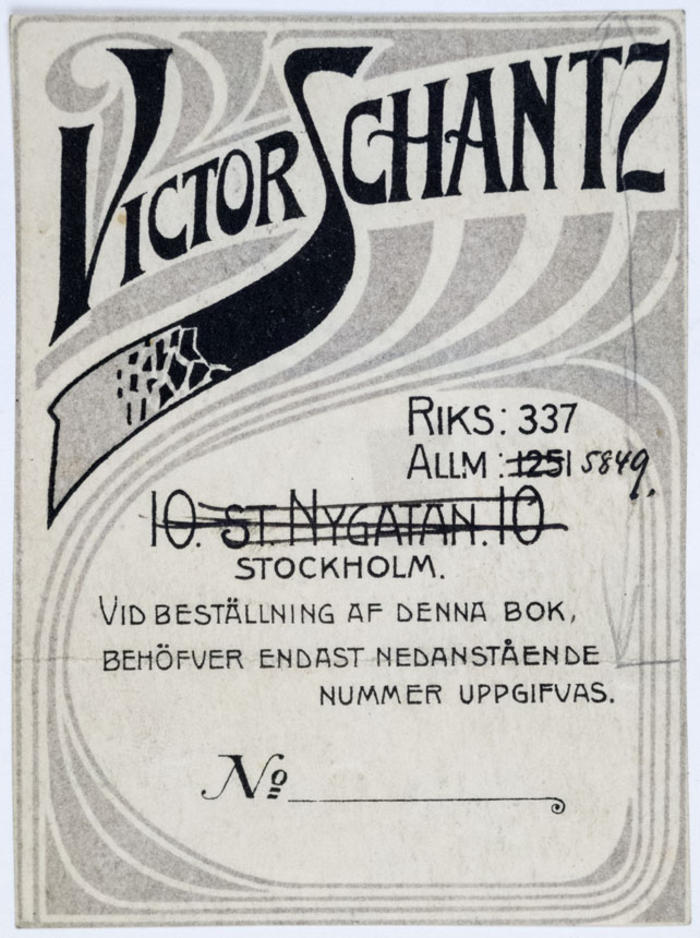 VICTOR SCHANTZ
RIKS: 337
ALLM: 1251 5849.
10. ST. NYGATAN. 10
STOCKHOLM.
VID BESTÄLLNING AF DENNA BOK,
BEHÖFVER ENDAST NEDANSTÅENDE
NUMMER UPPGIFVAS.
No